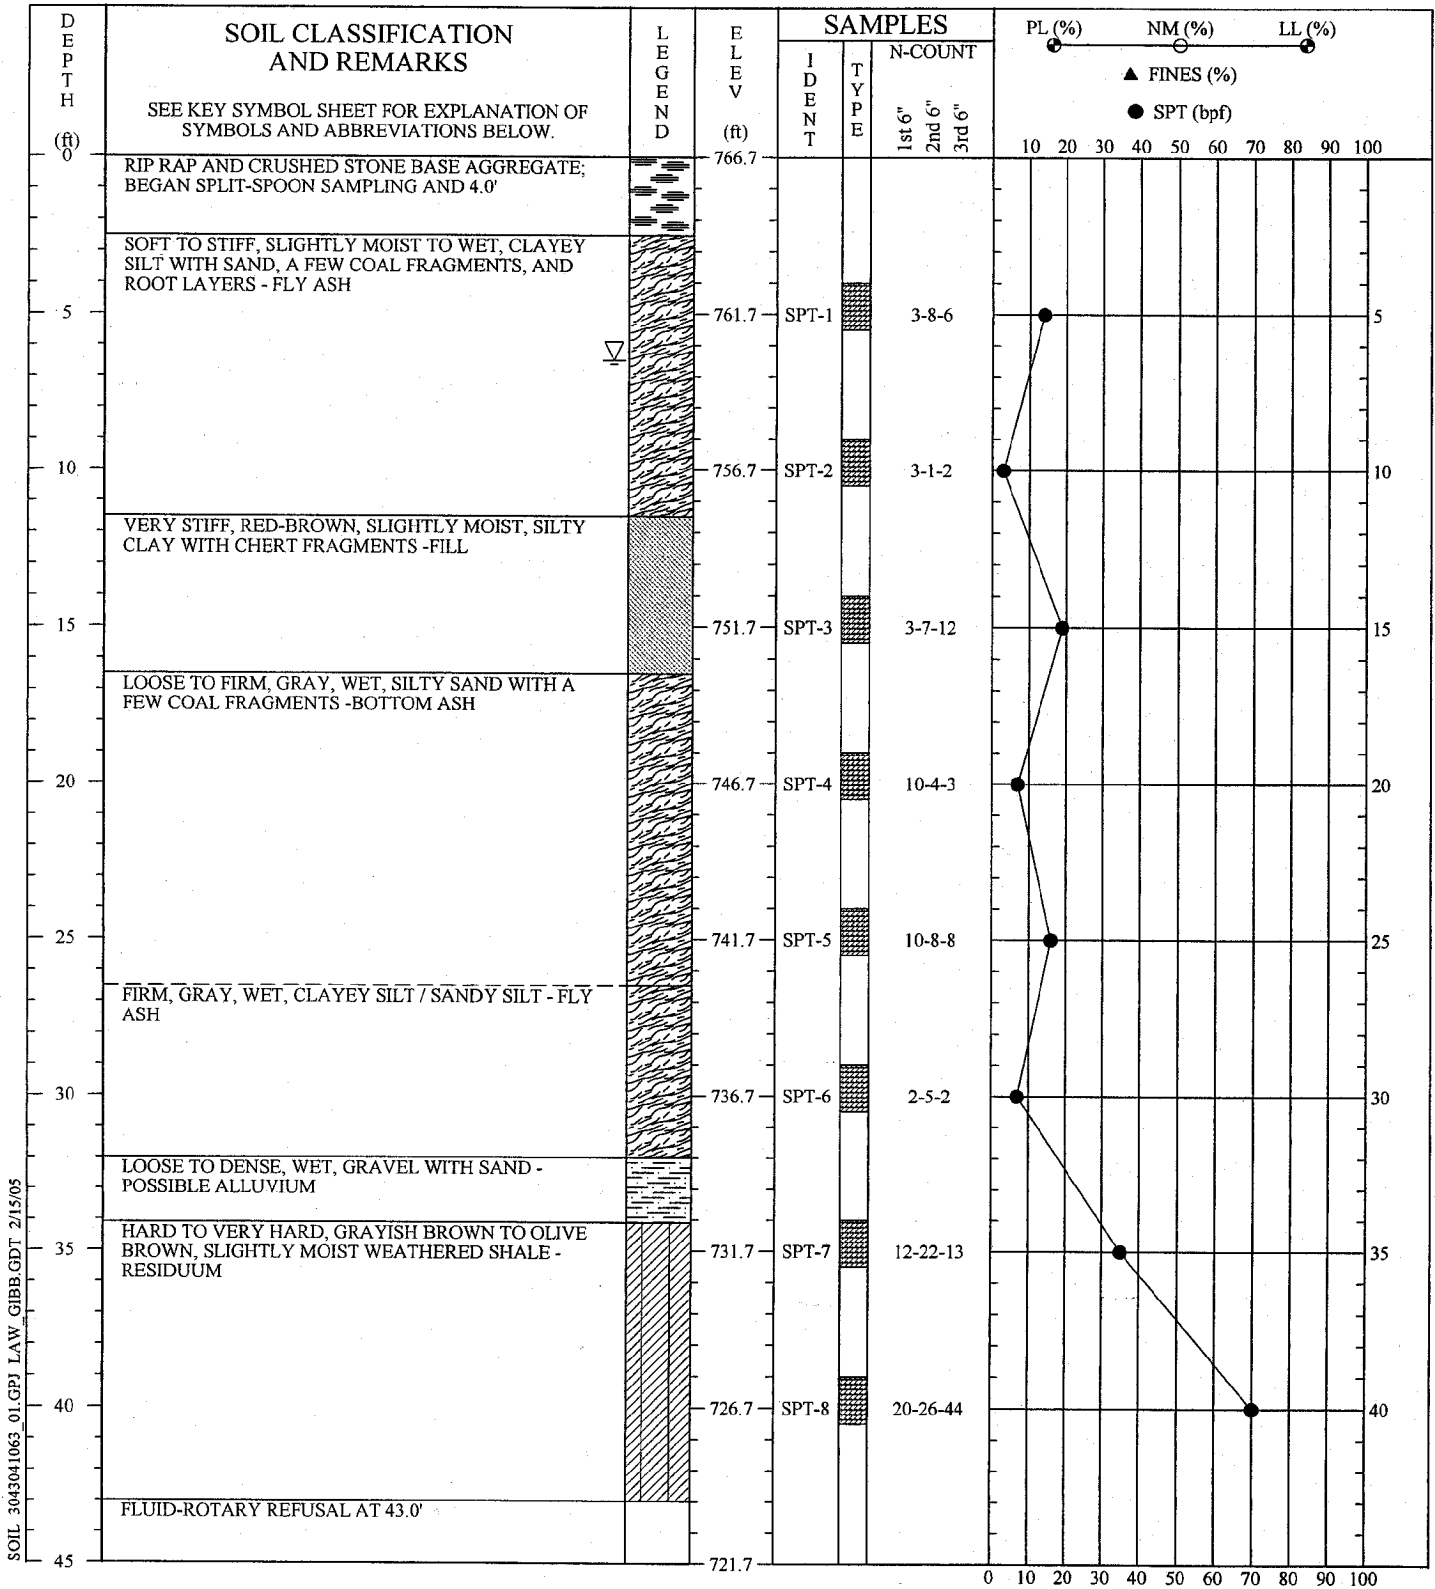 DEPTH
(ft)
SOIL CLASSIFICATION
AND REMARKS
SEE KEY SYMBOL SHEET FOR EXPLANATION OF
SYMBOLS AND ABBREVIATIONS BELOW.
LEGEND
ELEV
(ft)
SAMPLES
IDENT
TYPE
N-COUNT
1st 6"
2nd 6"
3rd 6"
PL (%)
NM (%)
LL (%)
▲ FINES (%)
● SPT (bpf)
10 20 30 40 50 60 70 80 90 100
0
RIP RAP AND CRUSHED STONE BASE AGGREGATE;
BEGAN SPLIT-SPOON SAMPLING AND 4.0'
766.7
SOFT TO STIFF, SLIGHTLY MOIST TO WET, CLAYEY
SILT WITH SAND, A FEW COAL FRAGMENTS, AND
ROOT LAYERS - FLY ASH
5 761.7 SPT-1 3-8-6 5
10 756.7 SPT-2 3-1-2 10
VERY STIFF, RED-BROWN, SLIGHTLY MOIST, SILTY
CLAY WITH CHERT FRAGMENTS -FILL
15 751.7 SPT-3 3-7-12 15
LOOSE TO FIRM, GRAY, WET, SILTY SAND WITH A
FEW COAL FRAGMENTS -BOTTOM ASH
20 746.7 SPT-4 10-4-3 20
25 741.7 SPT-5 10-8-8 25
FIRM, GRAY, WET, CLAYEY SILT / SANDY SILT - FLY
ASH
30 736.7 SPT-6 2-5-2 30
LOOSE TO DENSE, WET, GRAVEL WITH SAND -
POSSIBLE ALLUVIUM
HARD TO VERY HARD, GRAYISH BROWN TO OLIVE
BROWN, SLIGHTLY MOIST WEATHERED SHALE -
RESIDUUM
35 731.7 SPT-7 12-22-13 35
40 726.7 SPT-8 20-26-44 40
FLUID-ROTARY REFUSAL AT 43.0'
45 721.7
0 10 20 30 40 50 60 70 80 90 100
SOIL 3043041063_01.GPJ LAW_GIBB.GDT 2/15/05